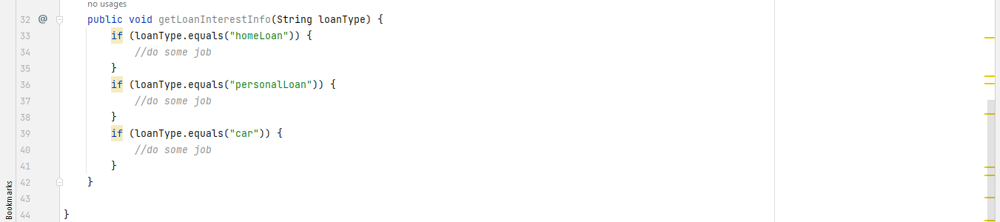 no usages
32 @ public void getLoanInterestInfo(String loanType) {
33 if (loanType.equals("homeLoan")) {
34 //do some job
35 }
36 if (loanType.equals("personalLoan")) {
37 //do some job
38 }
39 if (loanType.equals("car")) {
40 //do some job
41 }
42 }
43
44 }
Bookmarks